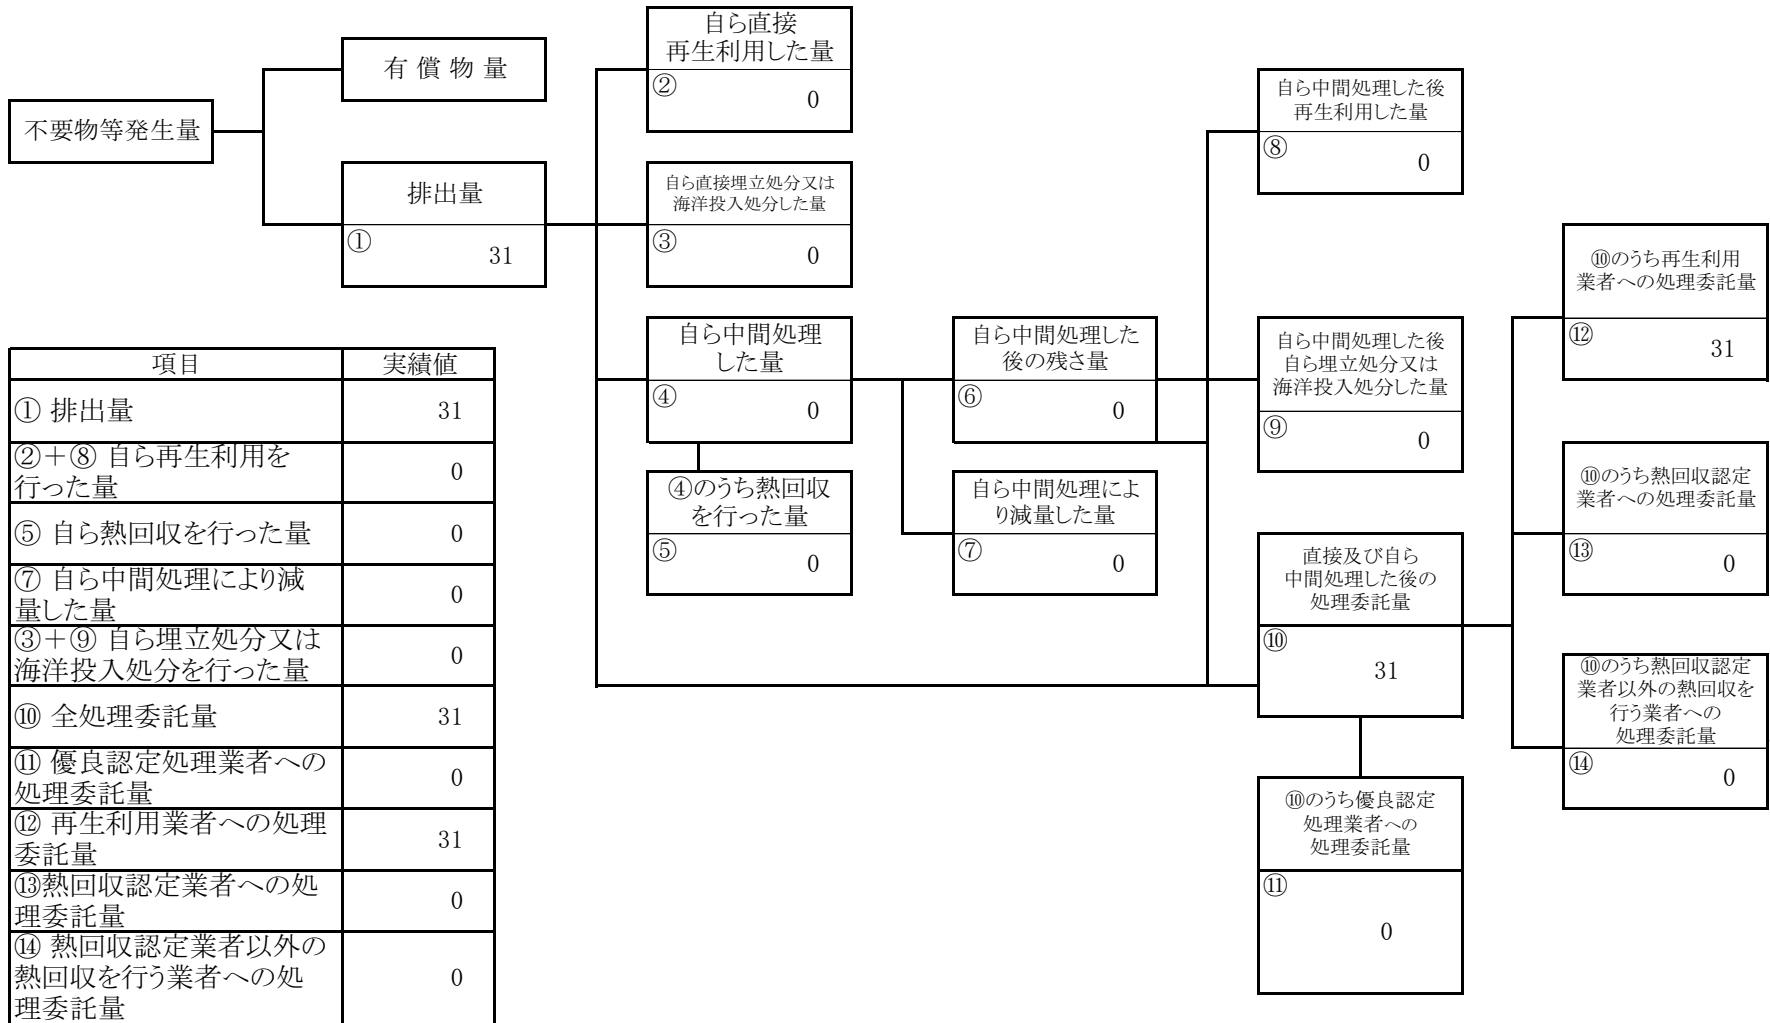 不要物等発生量
有 償 物 量
排出量
①
31
自ら直接
再生利用した量
②
0
自ら直接埋立処分又は
海洋投入処分した量
③
0
自ら中間処理
した量
④
0
④のうち熱回収
を行った量
⑤
0
自ら中間処理した
後の残さ量
⑥
0
自ら中間処理によ
り減量した量
⑦
0
自ら中間処理した後
再生利用した量
⑧
0
自ら中間処理した後
自ら埋立処分又は
海洋投入処分した量
⑨
0
直接及び自ら
中間処理した後の
処理委託量
⑩
31
⑩のうち優良認定
処理業者への
処理委託量
⑪
0
⑩のうち再生利用
業者への処理委託量
⑫
31
⑩のうち熱回収認定
業者への処理委託量
⑬
0
⑩のうち熱回収認定
業者以外の熱回収を
行う業者への
処理委託量
⑭
0
項目 実績値
① 排出量 31
②＋⑧ 自ら再生利用を
行った量 0
⑤ 自ら熱回収を行った量 0
⑦ 自ら中間処理により減
量した量 0
③＋⑨ 自ら埋立処分又は
海洋投入処分を行った量 0
⑩ 全処理委託量 31
⑪ 優良認定処理業者への
処理委託量 0
⑫ 再生利用業者への処理
委託量 31
⑬熱回収認定業者への処
理委託量 0
⑭ 熱回収認定業者以外の
熱回収を行う業者への処
理委託量 0